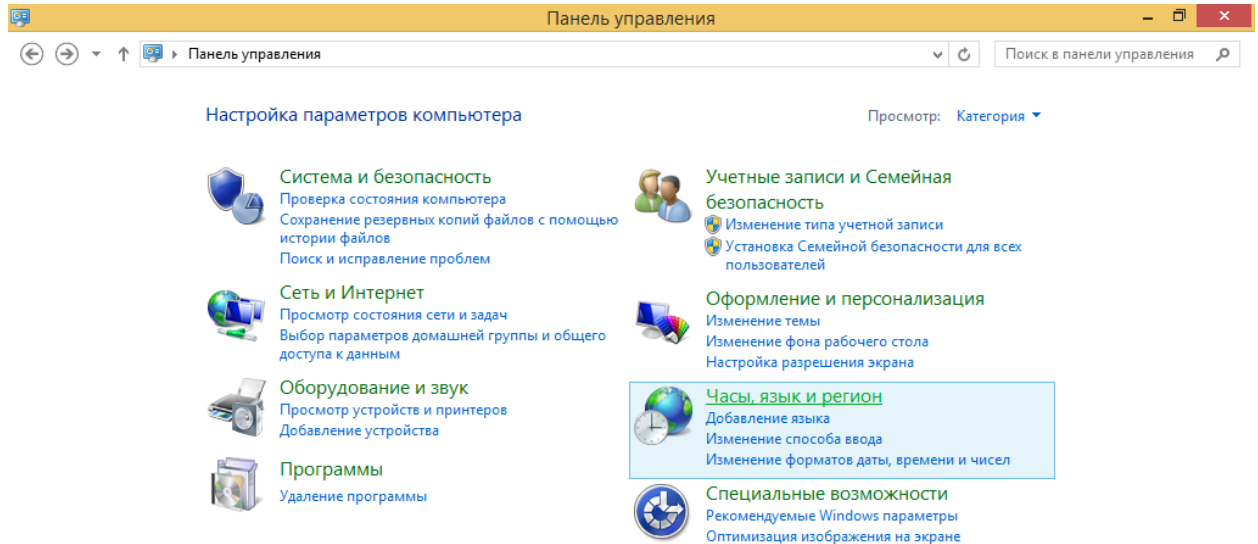 Панель управления
Панель управления
Поиск в панели управления
Настройка параметров компьютера
Просмотр: Категория
Система и безопасность
Проверка состояния компьютера
Сохранение резервных копий файлов с помощью
истории файлов
Поиск и исправление проблем
Сеть и Интернет
Просмотр состояния сети и задач
Выбор параметров домашней группы и общего
доступа к данным
Оборудование и звук
Просмотр устройств и принтеров
Добавление устройства
Программы
Удаление программы
Учетные записи и Семейная
безопасность
Изменение типа учетной записи
Установка Семейной безопасности для всех
пользователей
Оформление и персонализация
Изменение темы
Изменение фона рабочего стола
Настройка разрешения экрана
Часы, язык и регион
Добавление языка
Изменение способа ввода
Изменение форматов даты, времени и чисел
Специальные возможности
Рекомендуемые Windows параметры
Оптимизация изображения на экране